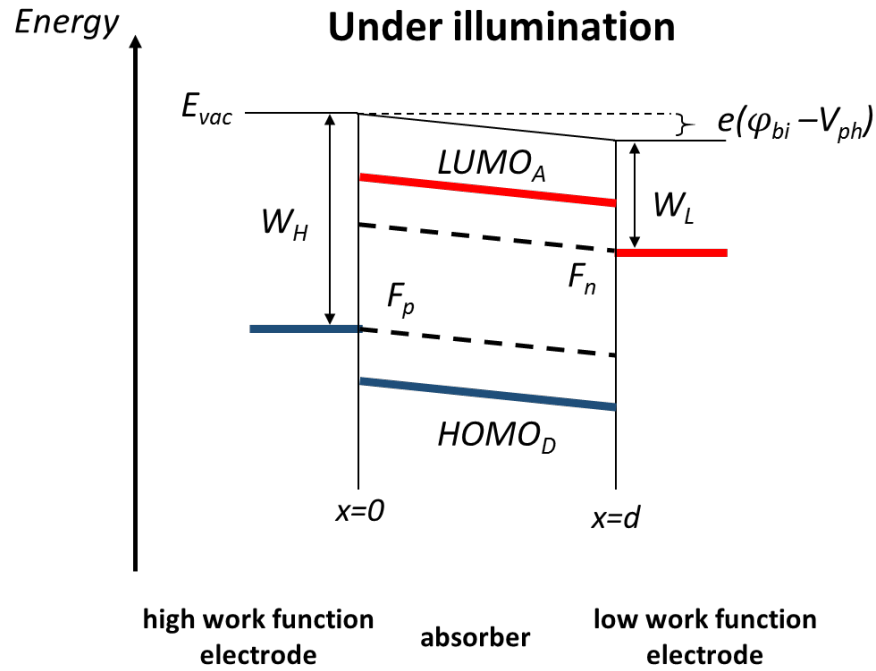 Energy
Under illumination
E_vac
e(φ_bi –V_ph)
LUMO_A
W_H
W_L
F_n
F_p
HOMO_D
x=0
x=d
high work function
electrode
absorber
low work function
electrode